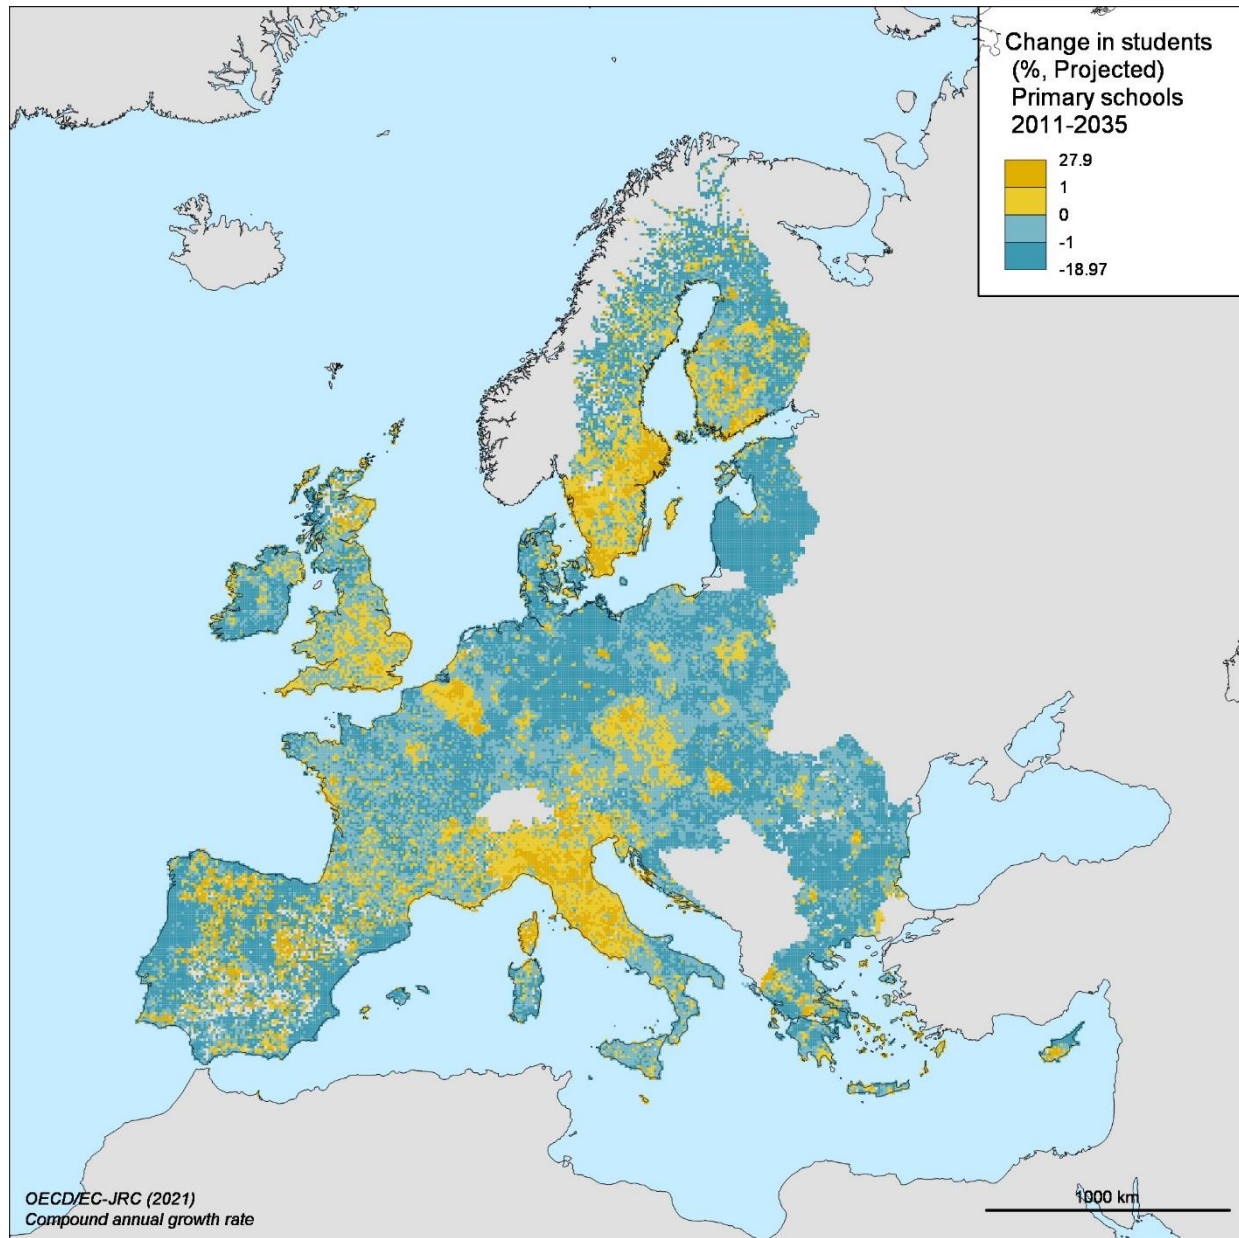 Change in students
(%, Projected)
Primary schools
2011-2035
27.9
1
0
-1
-18.97
OECD/EC-JRC (2021)
Compound annual growth rate
1000 km